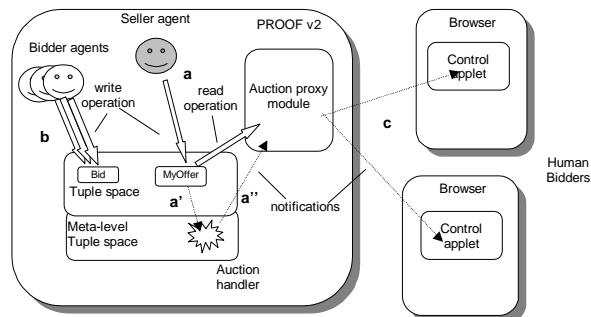 Seller agent
PROOF v2
Browser
Bidder agents
Control
applet
a
write
operation
read
operation
Auction proxy
module
c
b
Bid
MyOffer
Tuple space
Human
Bidders
Browser
a'
a''
notifications
Meta-level
Tuple space
Control
applet
Auction
handler